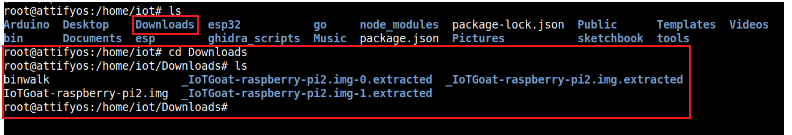 root@attifyos:/home/iot# ls
Arduino Desktop Downloads esp32 go node_modules package-lock.json Public Templates Videos
bin Documents esp ghidra_scripts Music package.json Pictures sketchbook tools
root@attifyos:/home/iot# cd Downloads
root@attifyos:/home/iot/Downloads# ls
binwalk _IoTGoat-raspberry-pi2.img-0.extracted _IoTGoat-raspberry-pi2.img.extracted
IoTGoat-raspberry-pi2.img _IoTGoat-raspberry-pi2.img-1.extracted
root@attifyos:/home/iot/Downloads#